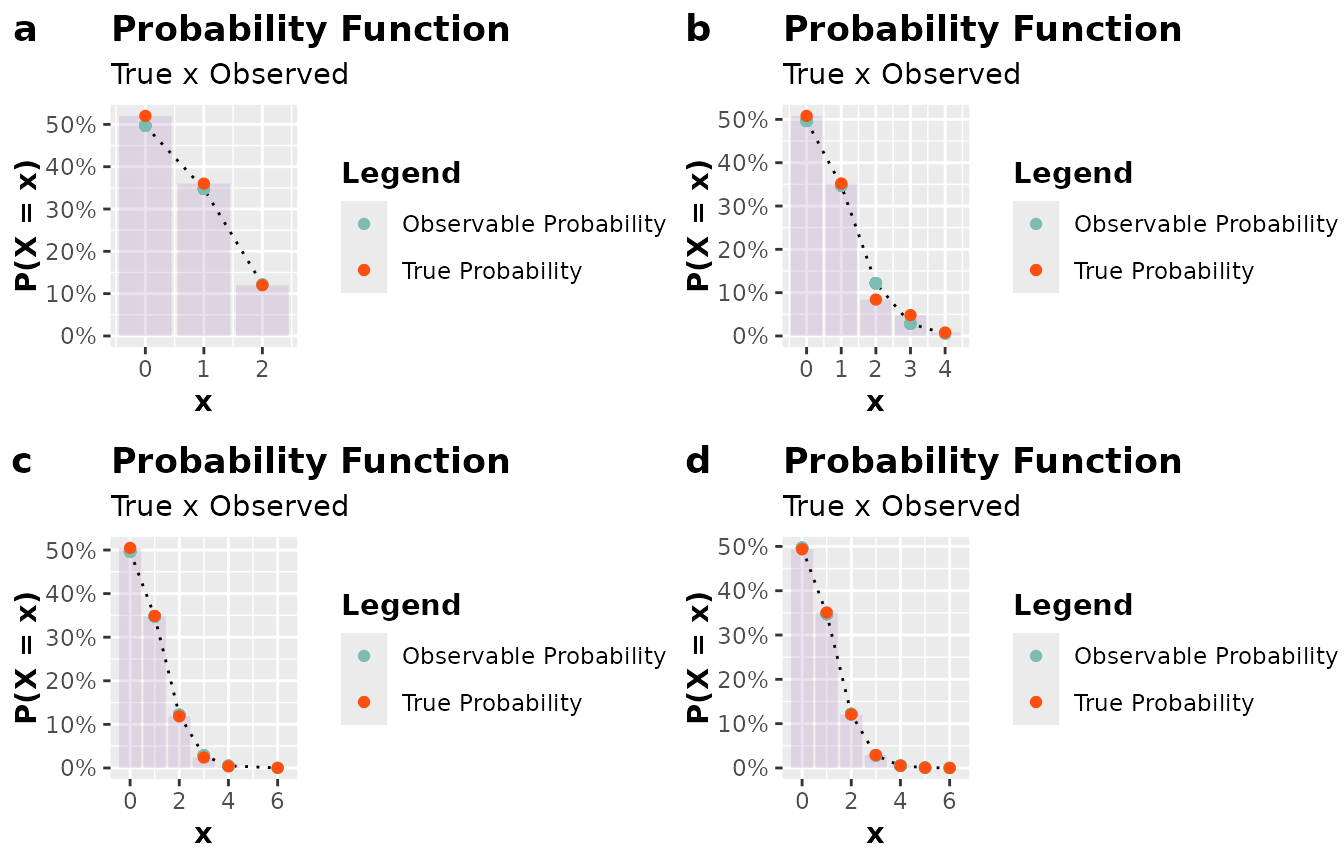 a Probability Function
True x Observed
P(X = x)
50%
40%
30%
20%
10%
0%
0 1 2
x
Legend
Observable Probability
True Probability
b Probability Function
True x Observed
P(X = x)
50%
40%
30%
20%
10%
0%
0 1 2 3 4
x
Legend
Observable Probability
True Probability
c Probability Function
True x Observed
P(X = x)
50%
40%
30%
20%
10%
0%
0 2 4 6
x
Legend
Observable Probability
True Probability
d Probability Function
True x Observed
P(X = x)
50%
40%
30%
20%
10%
0%
0 2 4 6
x
Legend
Observable Probability
True Probability